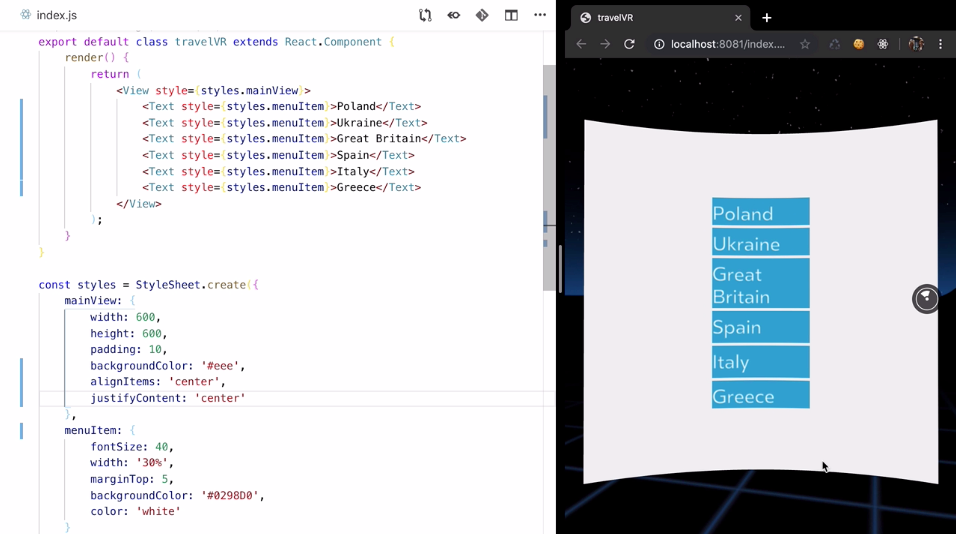 index.js
export default class travelVR extends React.Component {
render() {
return (
<View style={styles.mainView}>
<Text style={styles.menuItem}>Poland</Text>
<Text style={styles.menuItem}>Ukraine</Text>
<Text style={styles.menuItem}>Great Britain</Text>
<Text style={styles.menuItem}>Spain</Text>
<Text style={styles.menuItem}>Italy</Text>
<Text style={styles.menuItem}>Greece</Text>
</View>
);
}
}
const styles = StyleSheet.create({
mainView: {
width: 600,
height: 600,
padding: 10,
backgroundColor: '#eee',
alignItems: 'center',
justifyContent: 'center'
},
menuItem: {
fontSize: 40,
width: '30%',
marginTop: 5,
backgroundColor: '#0298D0',
color: 'white'
}
travelVR
localhost:8081/index....
Poland
Ukraine
Great
Britain
Spain
Italy
Greece